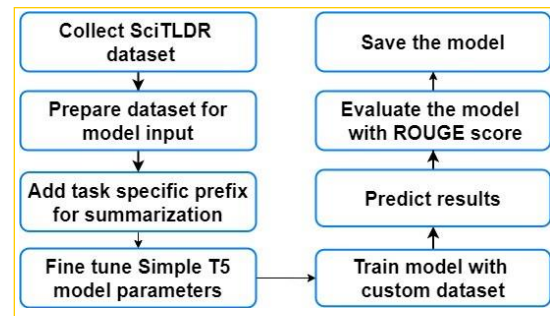 Collect SciTLDR
dataset
Prepare dataset for
model input
Add task specific prefix
for summarization
Fine tune Simple T5
model parameters
Train model with
custom dataset
Predict results
Evaluate the model
with ROUGE score
Save the model